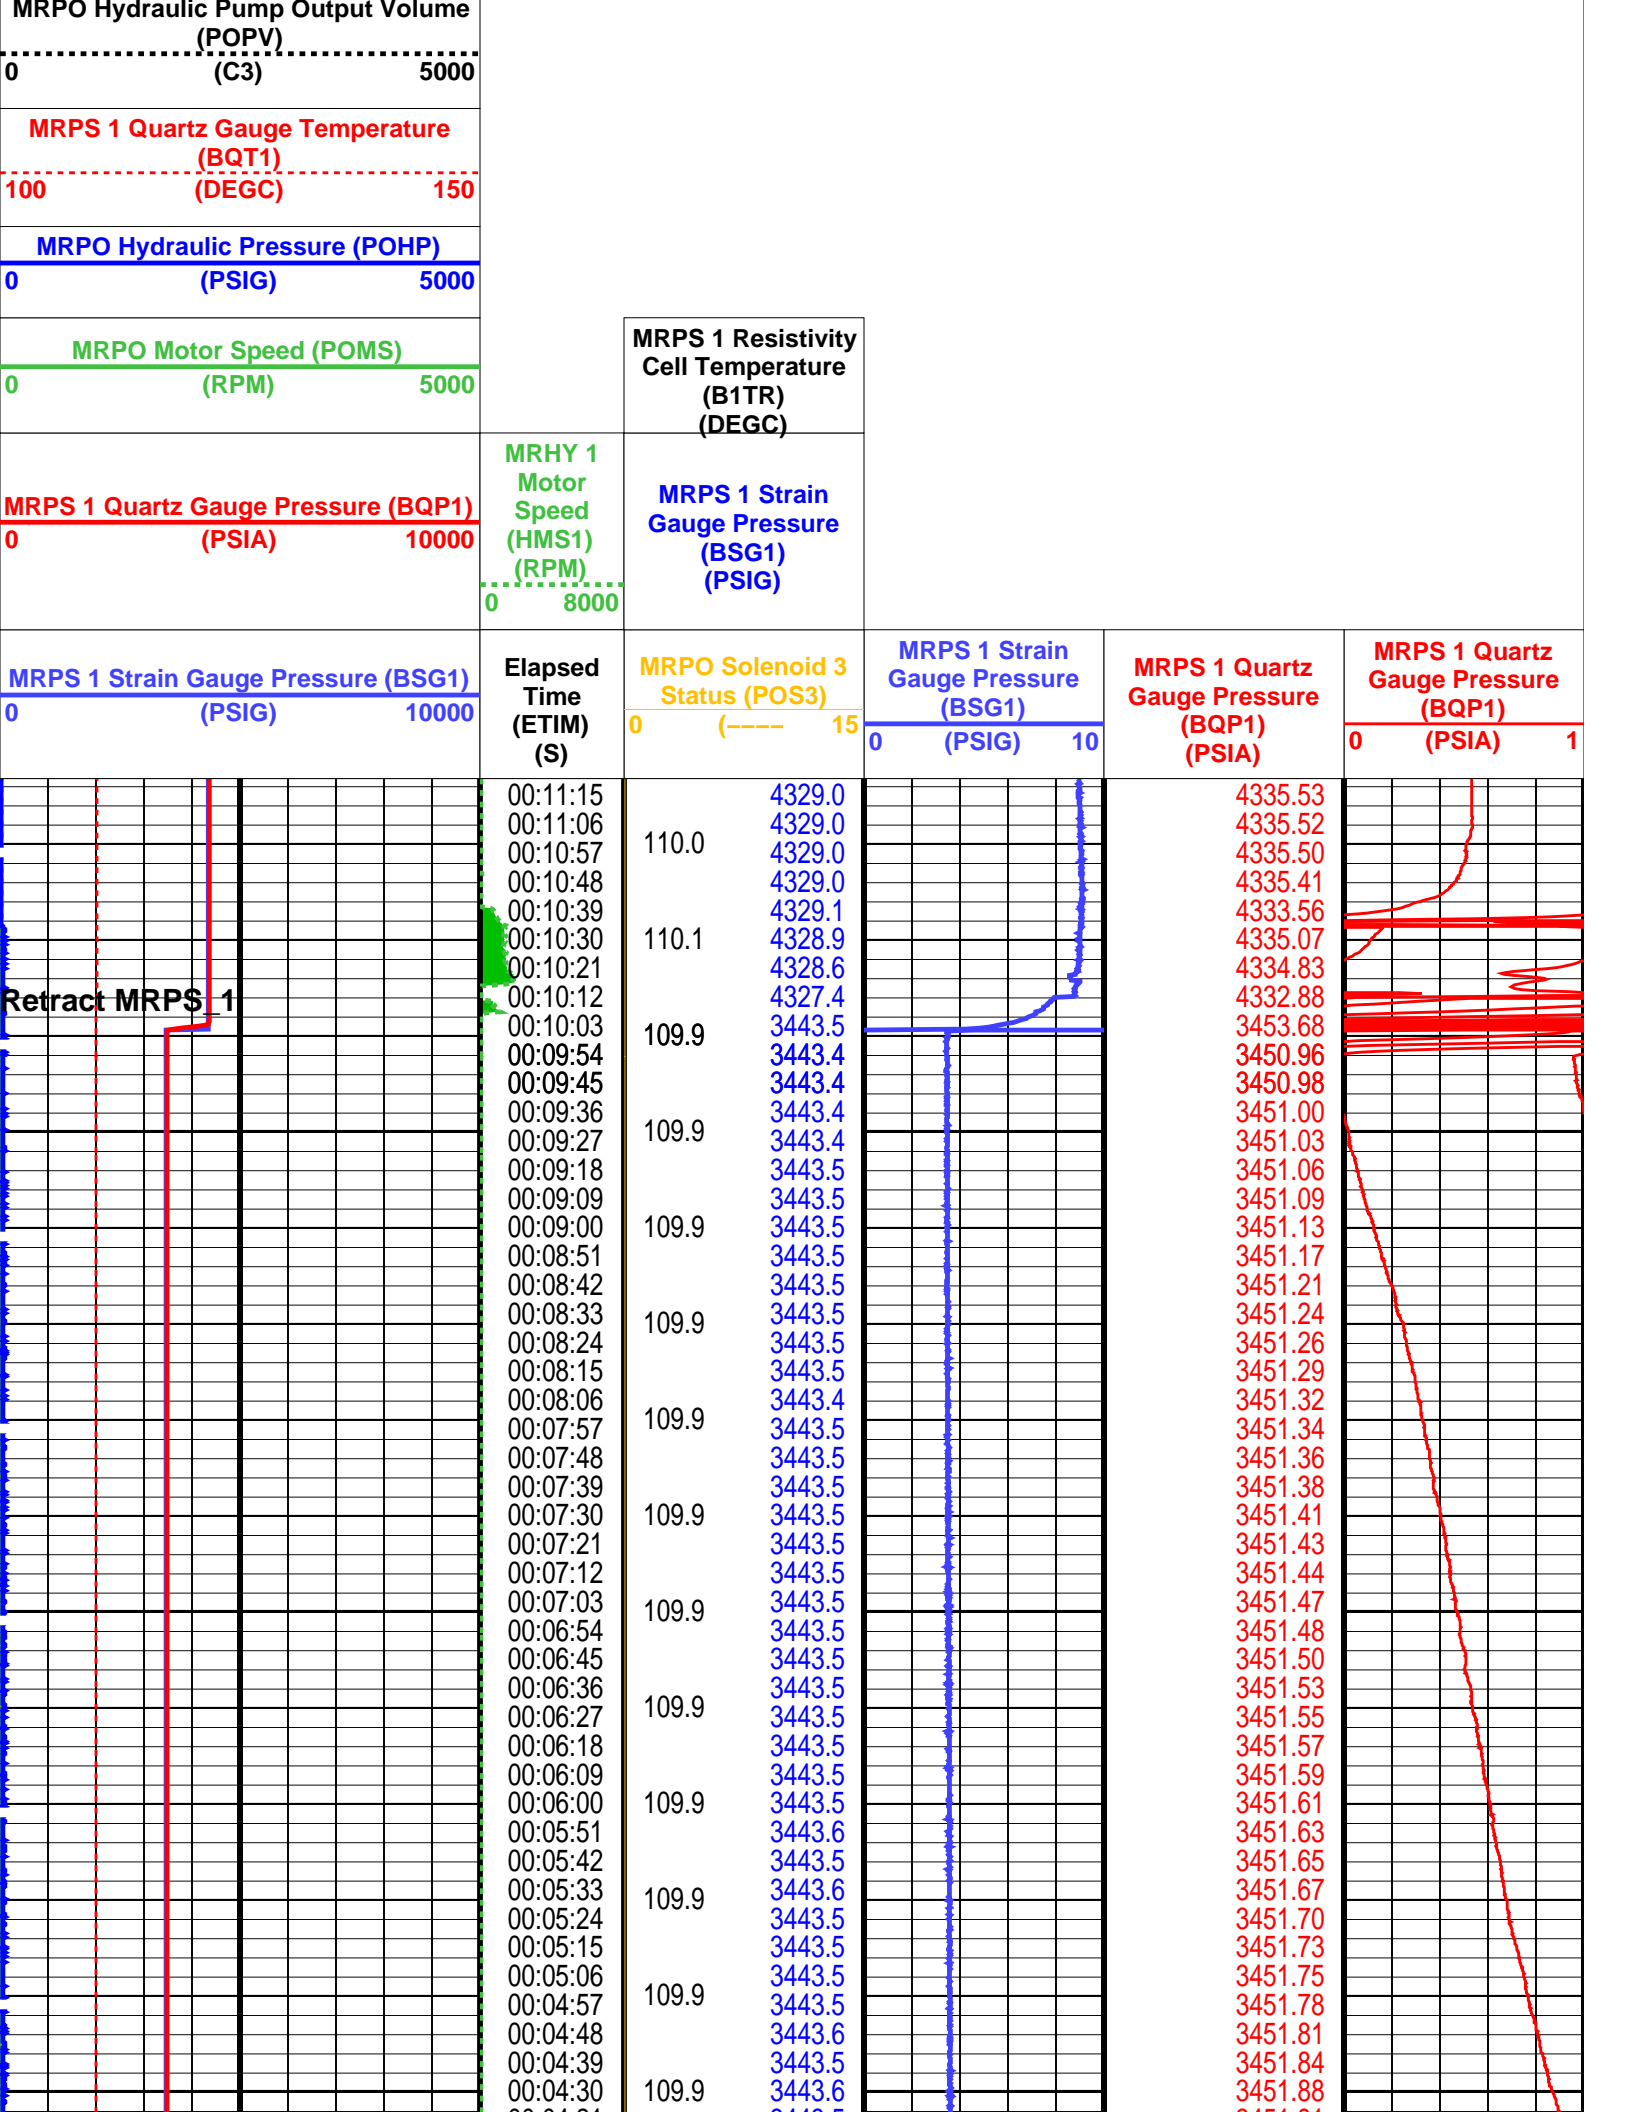 MRPO Hydraulic Pump Output Volume
(POPV)
0 (C3) 5000
MRPS 1 Quartz Gauge Temperature
(BQT1)
100 (DEGC) 150
MRPO Hydraulic Pressure (POHP)
0 (PSIG) 5000
MRPO Motor Speed (POMS)
0 (RPM) 5000
MRPS 1 Quartz Gauge Pressure (BQP1)
0 (PSIA) 10000
MRPS 1 Strain Gauge Pressure (BSG1)
0 (PSIG) 10000
MRHY 1
Motor
Speed
(HMS1)
(RPM)
0 8000
Elapsed
Time
(ETIM)
(S)
MRPS 1 Resistivity
Cell Temperature
(B1TR)
(DEGC)
MRPS 1 Strain
Gauge Pressure
(BSG1)
(PSIG)
MRPO Solenoid 3
Status (POS3)
0 (---- 15
MRPS 1 Strain
Gauge Pressure
(BSG1)
0 (PSIG) 10
MRPS 1 Quartz
Gauge Pressure
(BQP1)
(PSIA)
MRPS 1 Quartz
Gauge Pressure
(BQP1)
0 (PSIA) 1
00:11:15 4329.0 4335.53
00:11:06 4329.0 4335.52
110.0
00:10:57 4329.0 4335.50
00:10:48 4329.0 4335.41
00:10:39 4329.1 4333.56
00:10:30 110.1 4328.9 4335.07
00:10:21 4328.6 4334.83
Retract MRPS_1 00:10:12 4327.4 4332.88
00:10:03 3443.5 3453.68
109.9
00:09:54 3443.4 3450.96
00:09:45 3443.4 3450.98
00:09:36 3443.4 3451.00
109.9
00:09:27 3443.4 3451.03
00:09:18 3443.5 3451.06
00:09:09 3443.5 3451.09
00:09:00 109.9 3443.5 3451.13
00:08:51 3443.5 3451.17
00:08:42 3443.5 3451.21
00:08:33 3443.5 3451.24
109.9
00:08:24 3443.5 3451.26
00:08:15 3443.5 3451.29
00:08:06 3443.4 3451.32
109.9
00:07:57 3443.5 3451.34
00:07:48 3443.5 3451.36
00:07:39 3443.5 3451.38
00:07:30 109.9 3443.5 3451.41
00:07:21 3443.5 3451.43
00:07:12 3443.5 3451.44
00:07:03 3443.5 3451.47
109.9
00:06:54 3443.5 3451.48
00:06:45 3443.5 3451.50
00:06:36 3443.5 3451.53
109.9
00:06:27 3443.5 3451.55
00:06:18 3443.5 3451.57
00:06:09 3443.5 3451.59
00:06:00 109.9 3443.5 3451.61
00:05:51 3443.6 3451.63
00:05:42 3443.5 3451.65
00:05:33 3443.6 3451.67
109.9
00:05:24 3443.5 3451.70
00:05:15 3443.5 3451.73
00:05:06 3443.5 3451.75
109.9
00:04:57 3443.5 3451.78
00:04:48 3443.6 3451.81
00:04:39 3443.5 3451.84
00:04:30 109.9 3443.6 3451.88